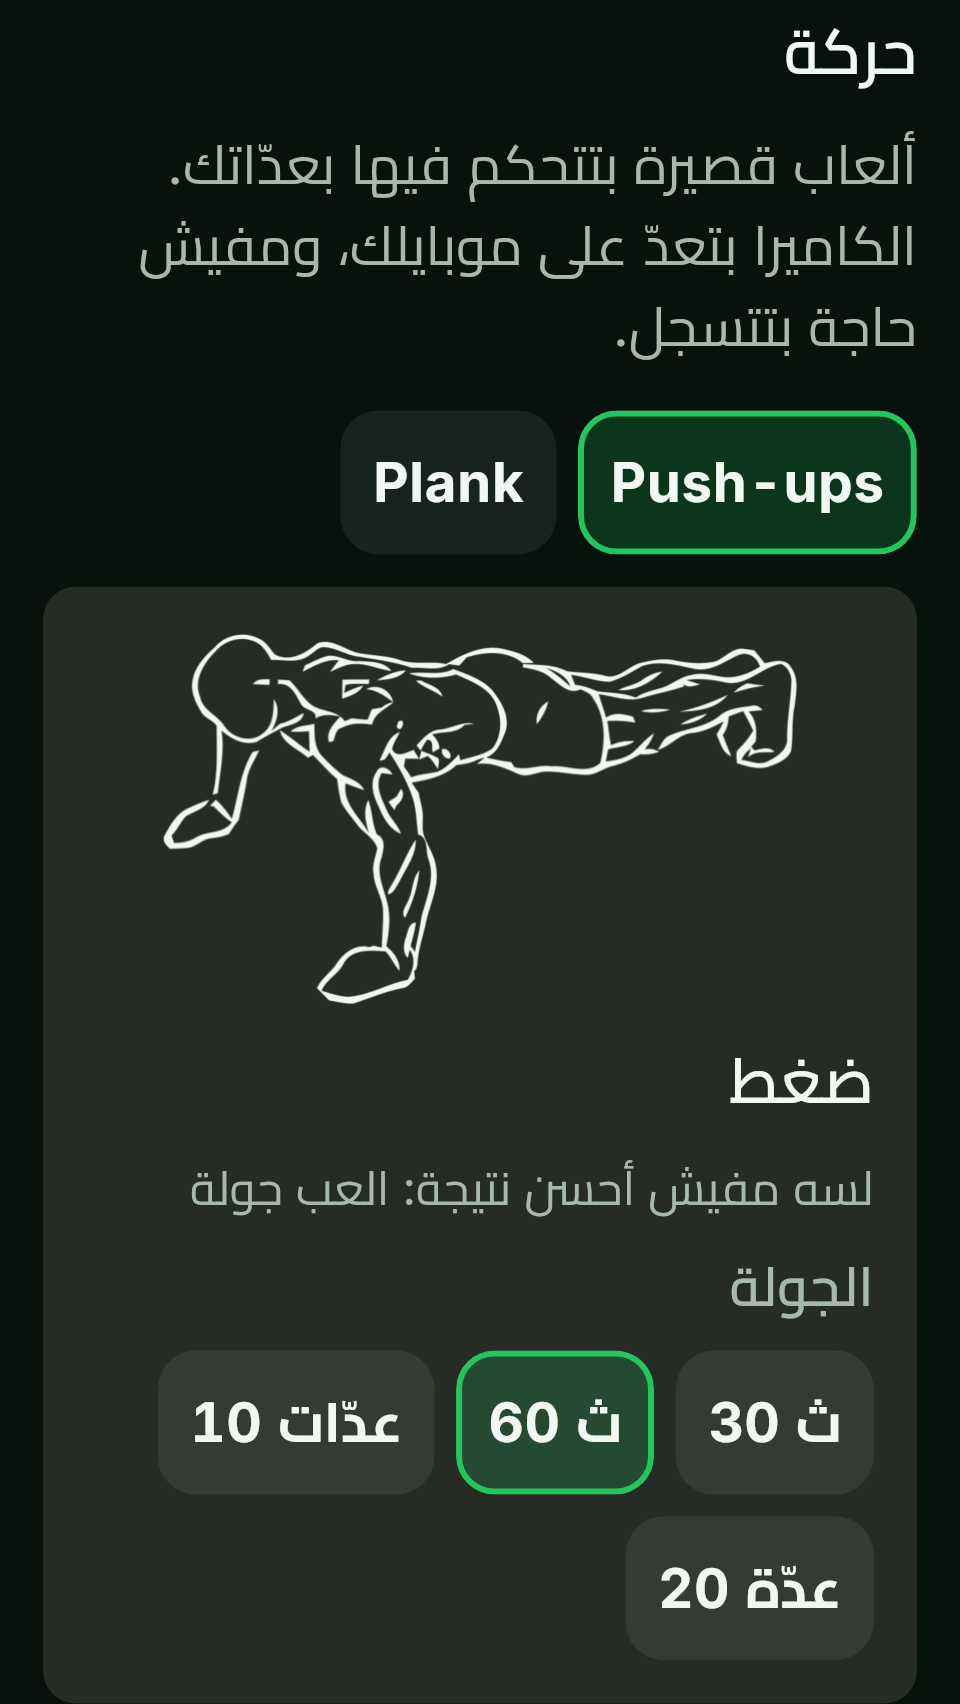 حركة
ألعاب قصيرة بتتحكم فيها بعدّاتك.
الكاميرا بتعدّ على موبايلك، ومفيش
حاجة بتتسجل.
Push-ups
Plank
ضغط
لسه مفيش أحسن نتيجة: العب جولة
الجولة
30 ث
60 ث
10 عدّات
20 عدّة